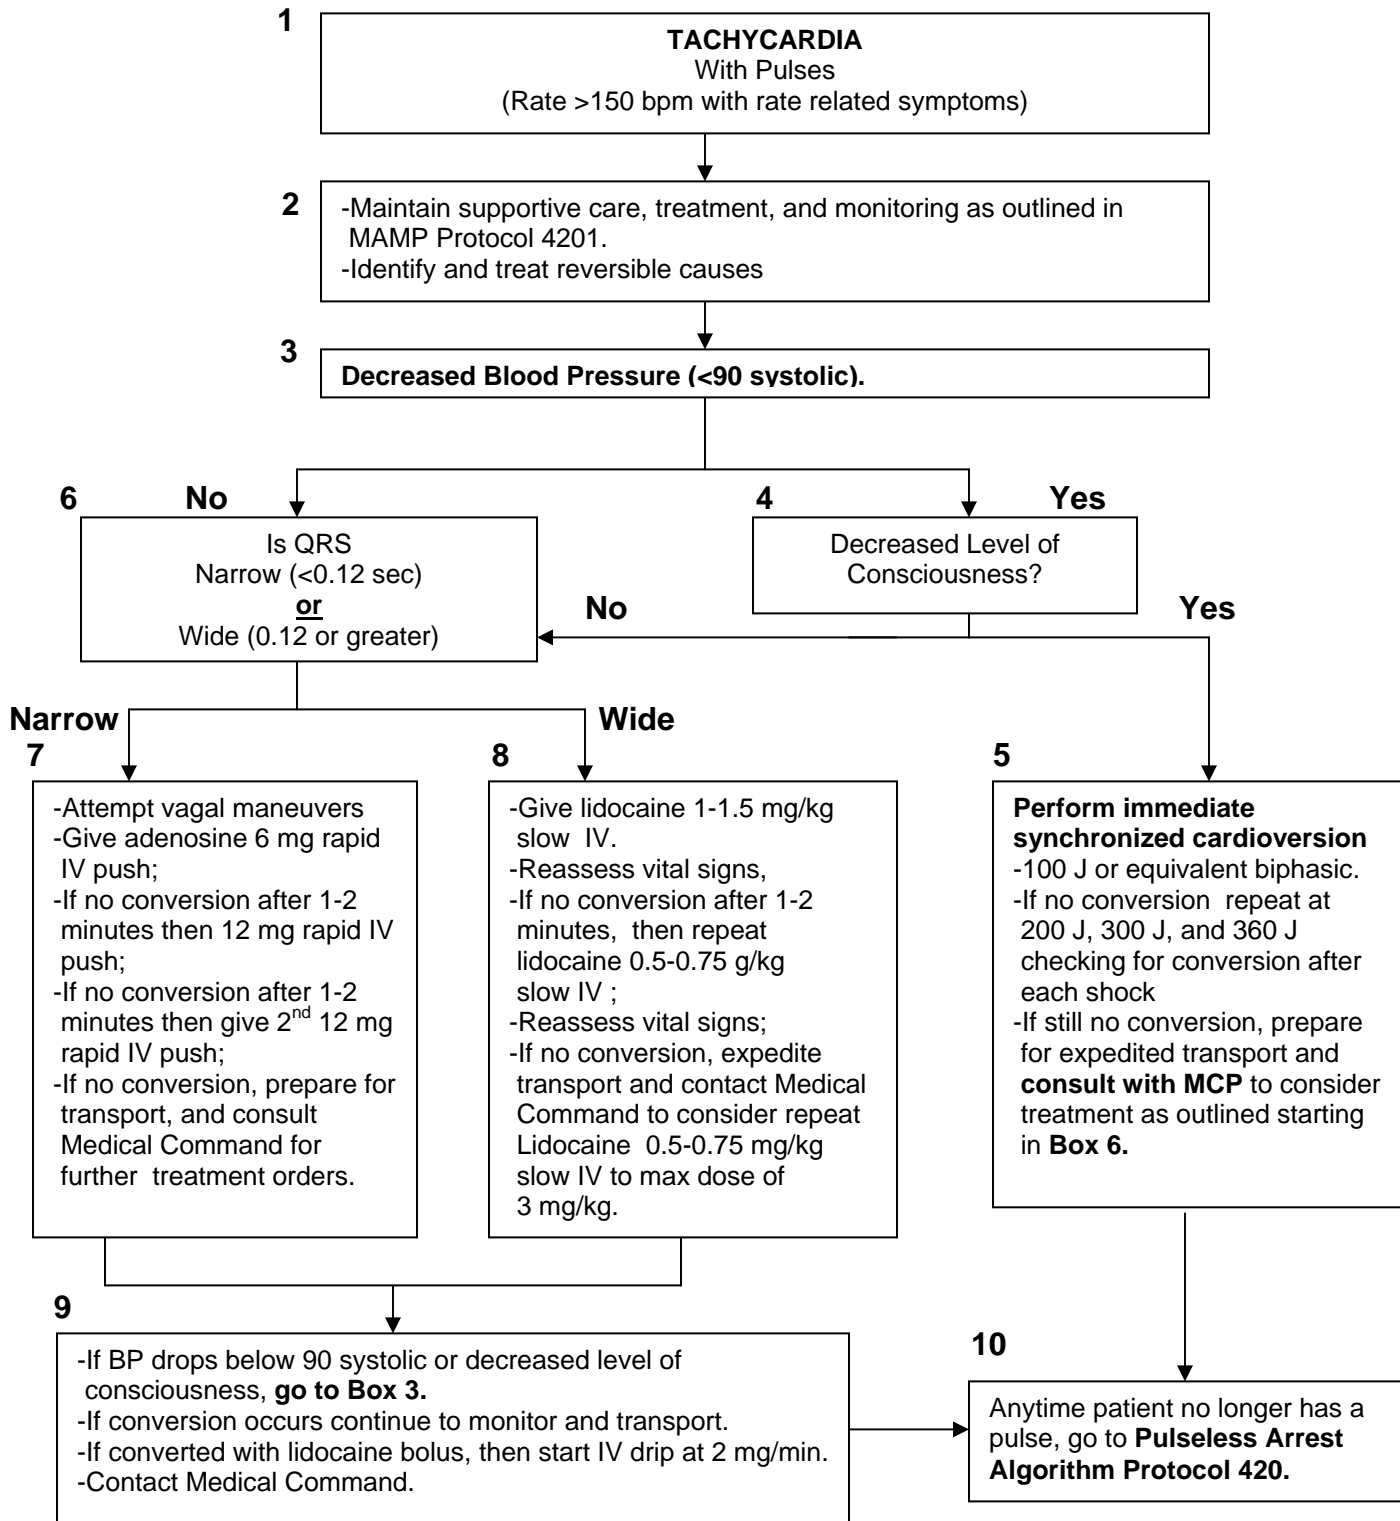 1
TACHYCARDIA
With Pulses
(Rate >150 bpm with rate related symptoms)
2
-Maintain supportive care, treatment, and monitoring as outlined in
MAMP Protocol 4201.
-Identify and treat reversible causes
3
Decreased Blood Pressure (<90 systolic).
6
No
4
Yes
Is QRS
Narrow (<0.12 sec)
or
Wide (0.12 or greater)
Decreased Level of
Consciousness?
No
Yes
Narrow
Wide
7
8
5
-Attempt vagal maneuvers
-Give adenosine 6 mg rapid
IV push;
-If no conversion after 1-2
minutes then 12 mg rapid IV
push;
-If no conversion after 1-2
minutes then give 2nd 12 mg
rapid IV push;
-If no conversion, prepare for
transport, and consult
Medical Command for
further treatment orders.
-Give lidocaine 1-1.5 mg/kg
slow IV.
-Reassess vital signs,
-If no conversion after 1-2
minutes, then repeat
lidocaine 0.5-0.75 g/kg
slow IV ;
-Reassess vital signs;
-If no conversion, expedite
transport and contact Medical
Command to consider repeat
Lidocaine 0.5-0.75 mg/kg
slow IV to max dose of
3 mg/kg.
Perform immediate
synchronized cardioversion
-100 J or equivalent biphasic.
-If no conversion repeat at
200 J, 300 J, and 360 J
checking for conversion after
each shock
-If still no conversion, prepare
for expedited transport and
consult with MCP to consider
treatment as outlined starting
in Box 6.
9
-If BP drops below 90 systolic or decreased level of
consciousness, go to Box 3.
-If conversion occurs continue to monitor and transport.
-If converted with lidocaine bolus, then start IV drip at 2 mg/min.
-Contact Medical Command.
10
Anytime patient no longer has a
pulse, go to Pulseless Arrest
Algorithm Protocol 420.